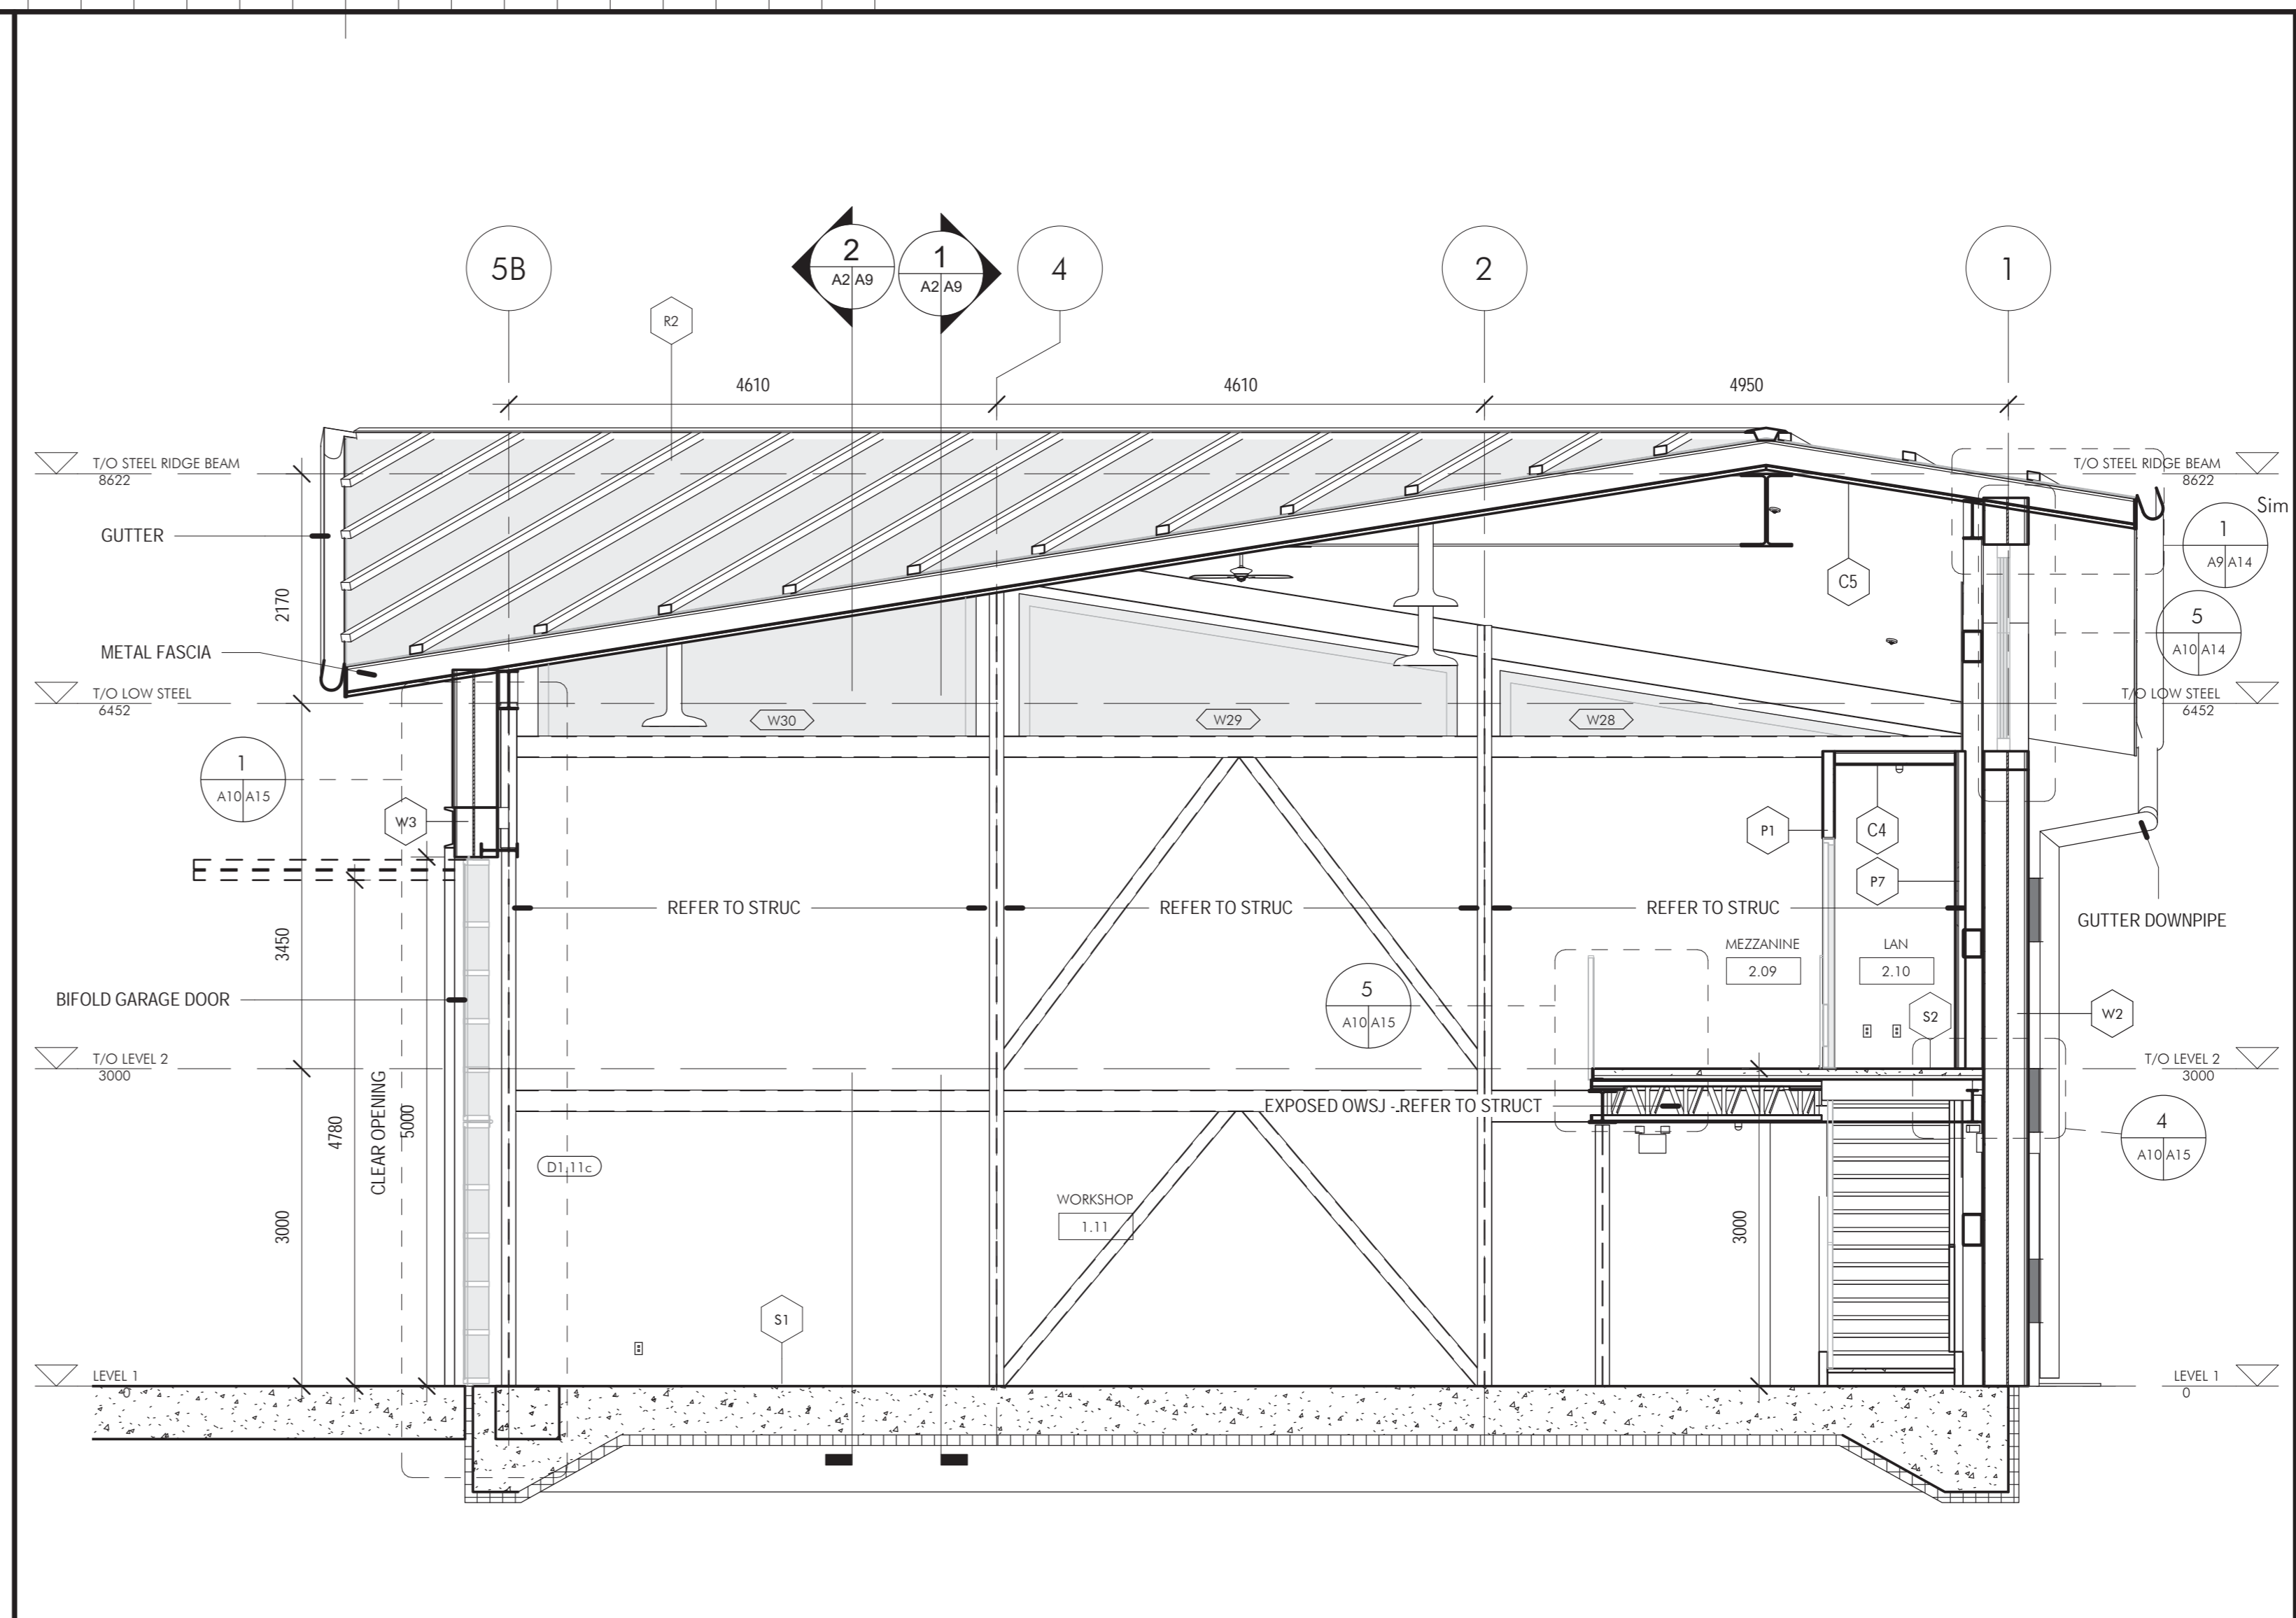 5B
2
A2 A9
1
A2 A9
4
2
1
R2
4610
4610
4950
T/O STEEL RIDGE BEAM
8622
T/O STEEL RIDGE BEAM
8622
Sim
GUTTER
1
A9 A14
C5
2170
5
A10 A14
METAL FASCIA
T/O LOW STEEL
6452
T/O LOW STEEL
6452
W30
W29
W28
1
A10 A15
W3
P1
C4
P7
REFER TO STRUC
REFER TO STRUC
REFER TO STRUC
GUTTER DOWNPIPE
3450
MEZZANINE
2.09
LAN
2.10
5
A10 A15
BIFOLD GARAGE DOOR
S2
W2
T/O LEVEL 2
3000
T/O LEVEL 2
3000
EXPOSED OWSJ - REFER TO STRUCT
4780
CLEAR OPENING
5000
4
A10 A15
D1.11c
WORKSHOP
1.11
3000
3000
S1
LEVEL 1
0
LEVEL 1
0